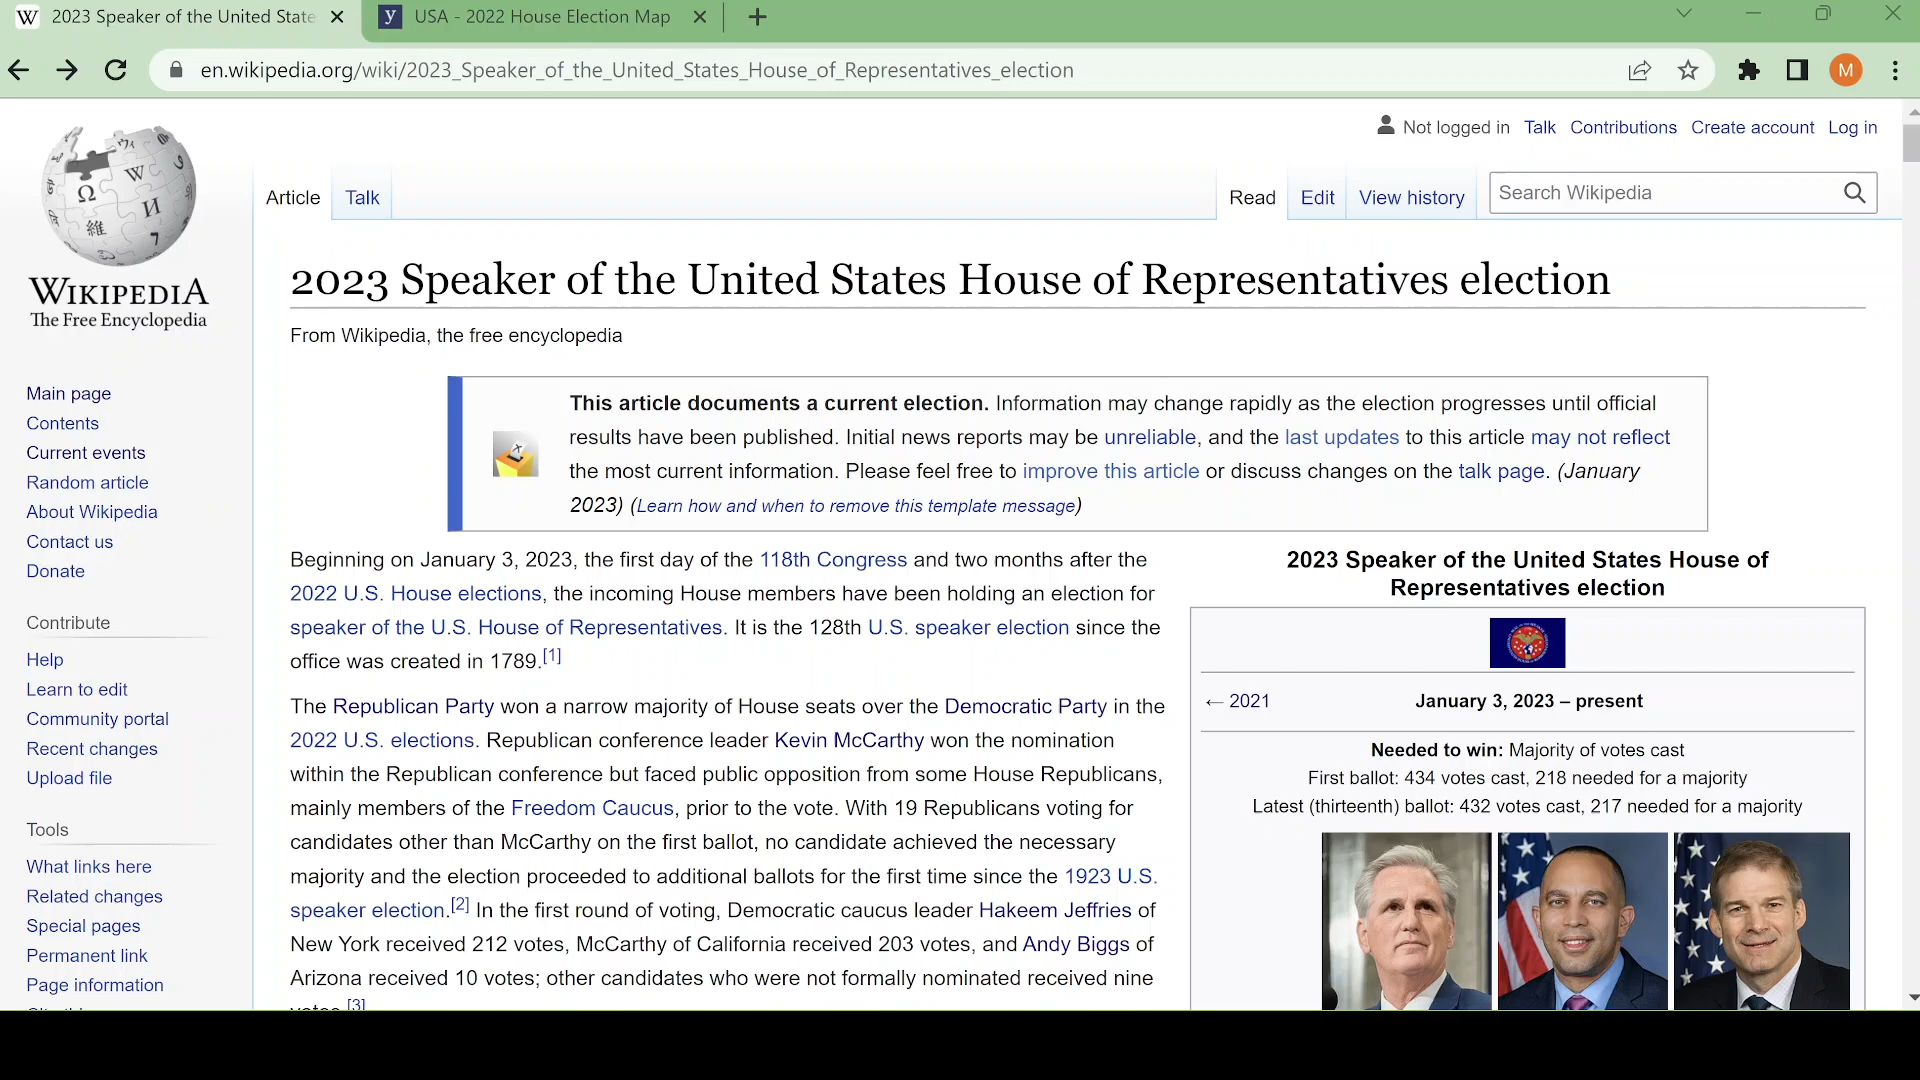 2023 Speaker of the United State
USA - 2022 House Election Map
en.wikipedia.org/wiki/2023_Speaker_of_the_United_States_House_of_Representatives_election
M
Not logged in Talk Contributions Create account Log in
Article Talk Read Edit View history Search Wikipedia
WIKIPEDIA
The Free Encyclopedia
2023 Speaker of the United States House of Representatives election
From Wikipedia, the free encyclopedia
This article documents a current election. Information may change rapidly as the election progresses until official
results have been published. Initial news reports may be unreliable, and the last updates to this article may not reflect
the most current information. Please feel free to improve this article or discuss changes on the talk page. (January
2023) (Learn how and when to remove this template message)
Main page
Contents
Current events
Random article
About Wikipedia
Contact us
Donate
Contribute
Help
Learn to edit
Community portal
Recent changes
Upload file
Tools
What links here
Related changes
Special pages
Permanent link
Page information
Beginning on January 3, 2023, the first day of the 118th Congress and two months after the
2022 U.S. House elections, the incoming House members have been holding an election for
speaker of the U.S. House of Representatives. It is the 128th U.S. speaker election since the
office was created in 1789.[1]
The Republican Party won a narrow majority of House seats over the Democratic Party in the
2022 U.S. elections. Republican conference leader Kevin McCarthy won the nomination
within the Republican conference but faced public opposition from some House Republicans,
mainly members of the Freedom Caucus, prior to the vote. With 19 Republicans voting for
candidates other than McCarthy on the first ballot, no candidate achieved the necessary
majority and the election proceeded to additional ballots for the first time since the 1923 U.S.
speaker election.[2] In the first round of voting, Democratic caucus leader Hakeem Jeffries of
New York received 212 votes, McCarthy of California received 203 votes, and Andy Biggs of
Arizona received 10 votes; other candidates who were not formally nominated received nine
votes.[3]
2023 Speaker of the United States House of
Representatives election
← 2021 January 3, 2023 – present
Needed to win: Majority of votes cast
First ballot: 434 votes cast, 218 needed for a majority
Latest (thirteenth) ballot: 432 votes cast, 217 needed for a majority